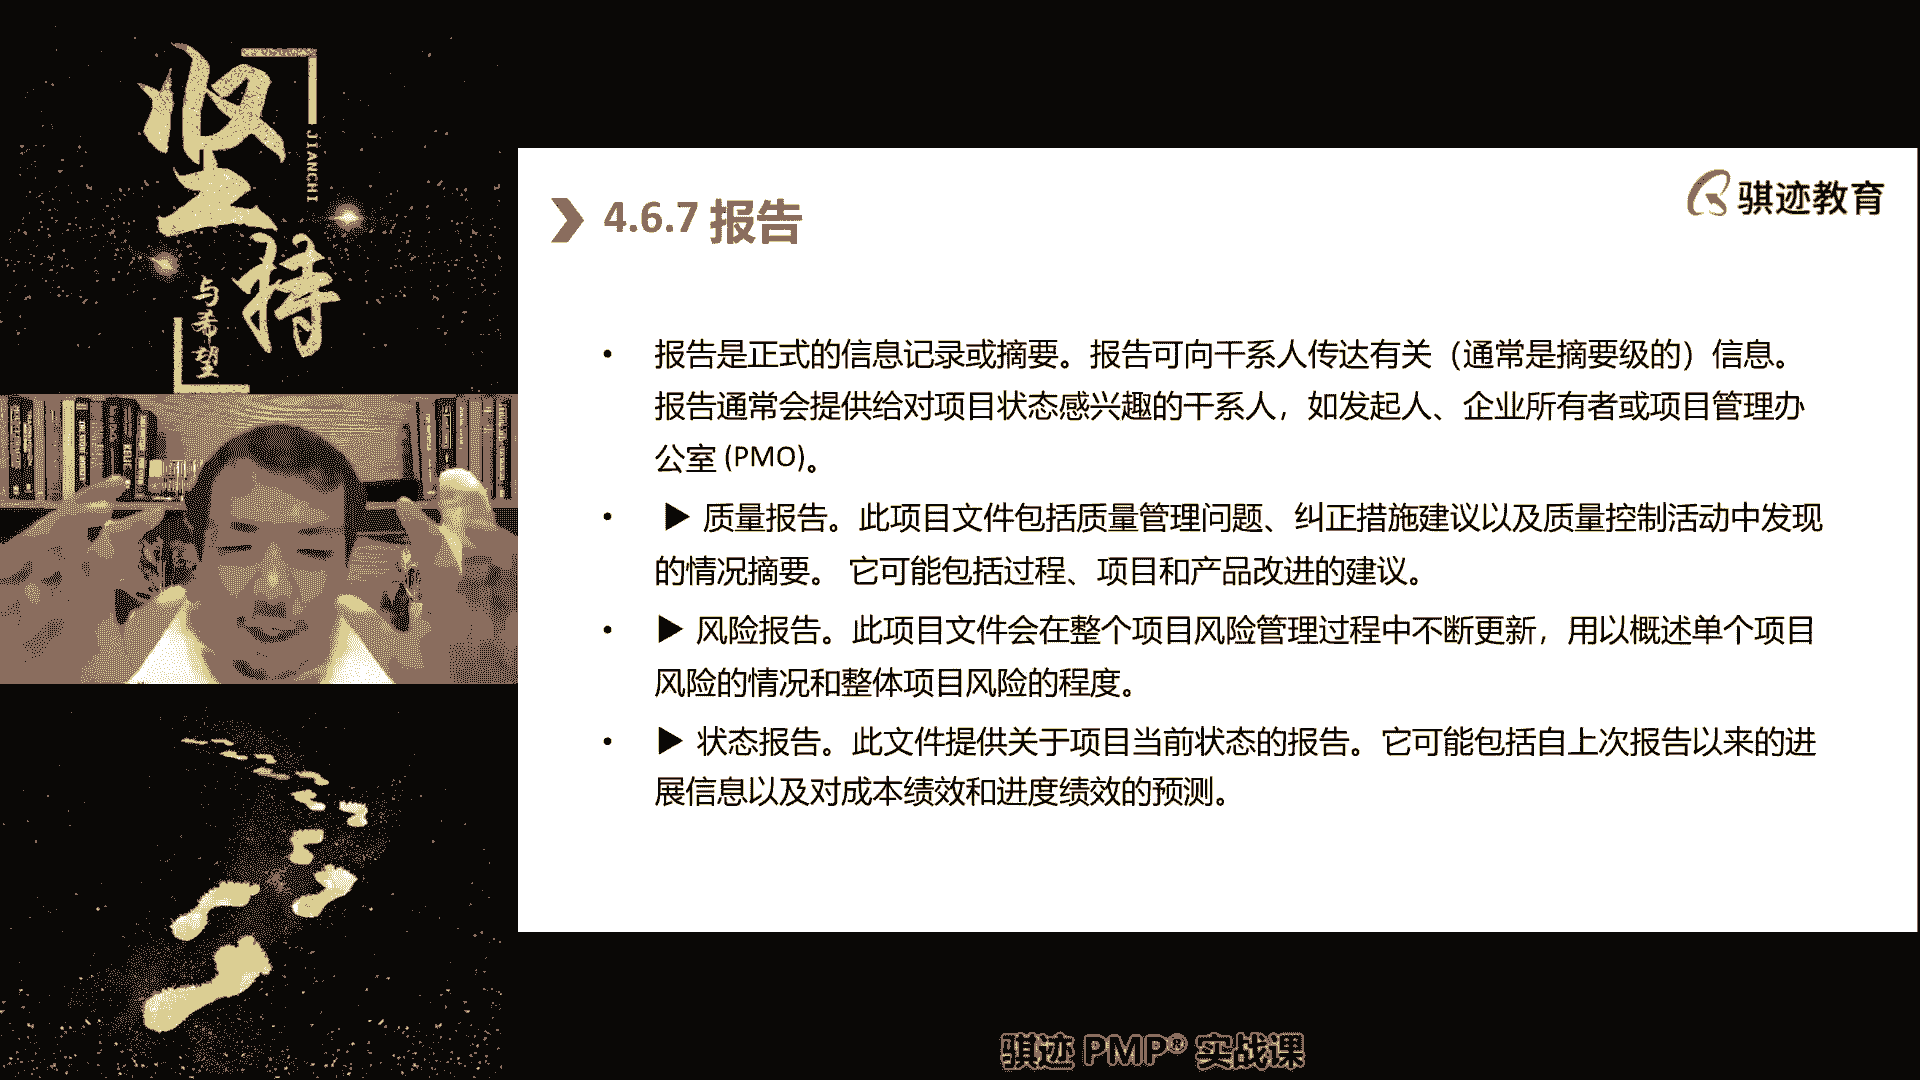 坚持
JIANCHI
与希望
骐迹教育
4.6.7 报告
• 报告是正式的信息记录或摘要。报告可向干系人传达有关（通常是摘要级的）信息。
报告通常会提供给对项目状态感兴趣的干系人，如发起人、企业所有者或项目管理办
公室 (PMO)。
• ▶ 质量报告。此项目文件包括质量管理问题、纠正措施建议以及质量控制活动中发现
的情况摘要。 它可能包括过程、项目和产品改进的建议。
• ▶ 风险报告。此项目文件会在整个项目风险管理过程中不断更新，用以概述单个项目
风险的情况和整体项目风险的程度。
• ▶ 状态报告。此文件提供关于项目当前状态的报告。它可能包括自上次报告以来的进
展信息以及对成本绩效和进度绩效的预测。
骐迹 PMP® 实战课